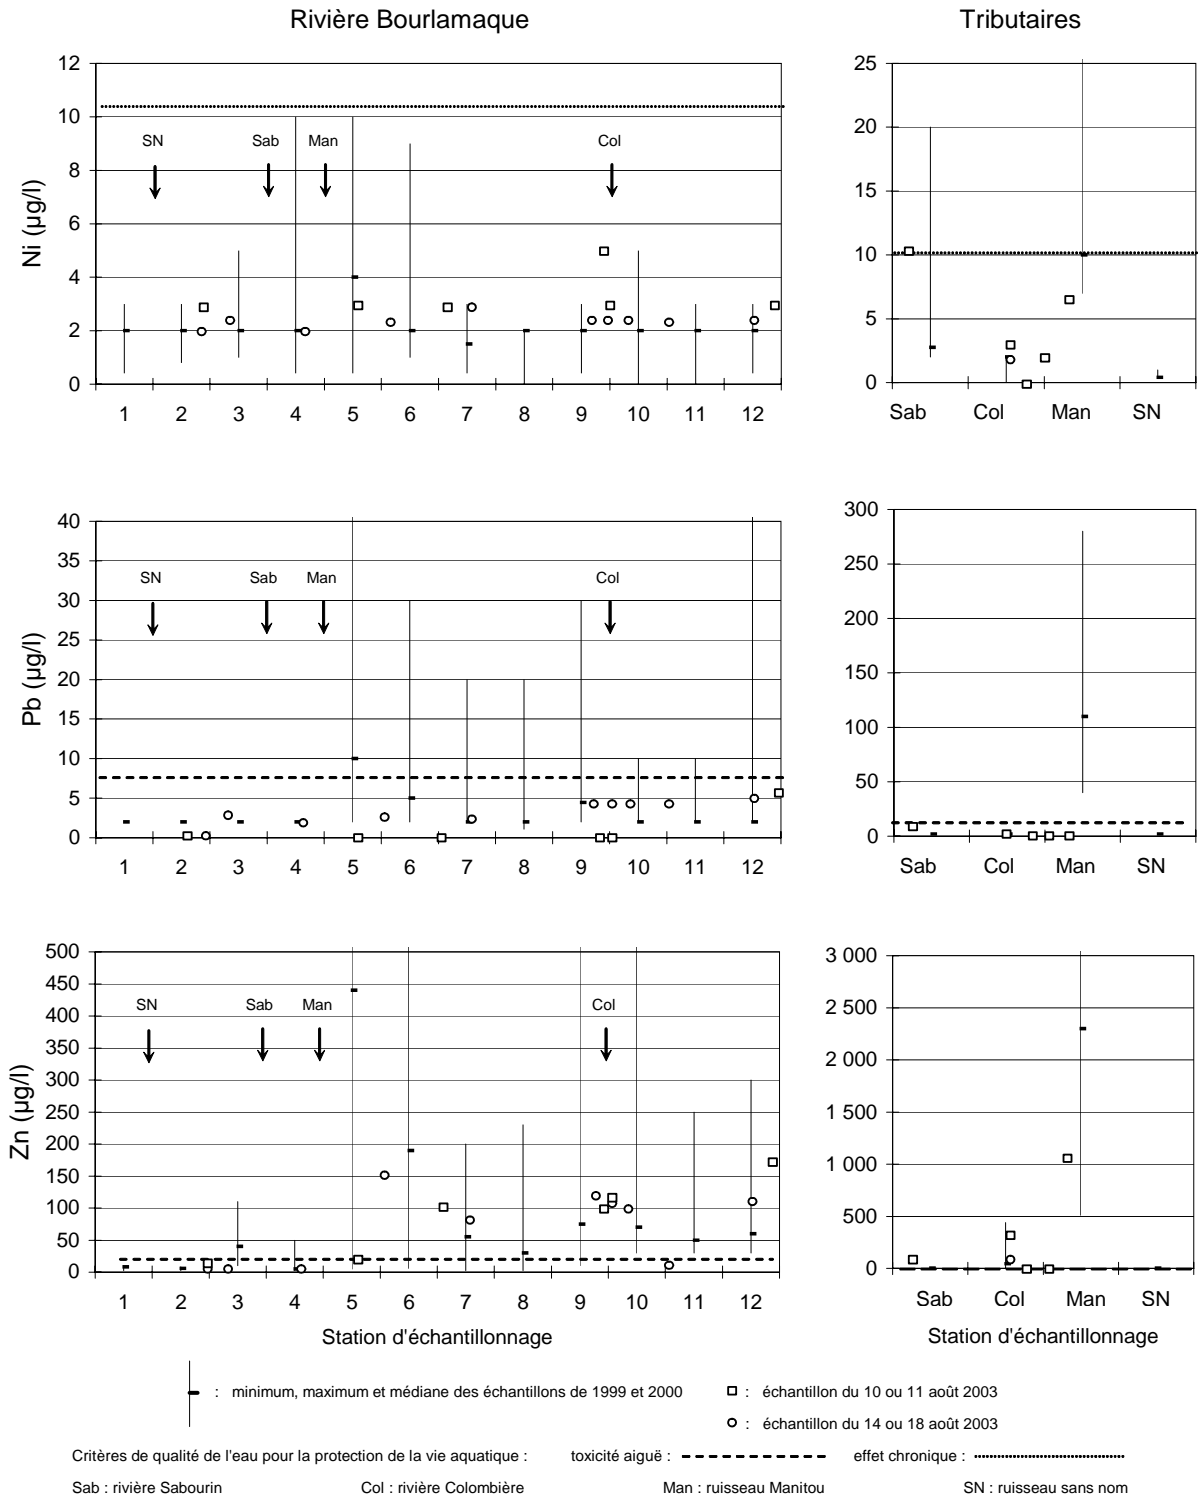 Rivière Bourlamaque
Tributaires
Ni (µg/l)
12
10
8
6
4
2
0
SN
Sab
Man
Col
1 2 3 4 5 6 7 8 9 10 11 12
25
20
15
10
5
0
Sab Col Man SN
Pb (µg/l)
40
35
30
25
20
15
10
5
0
SN
Sab
Man
Col
1 2 3 4 5 6 7 8 9 10 11 12
300
250
200
150
100
50
0
Sab Col Man SN
Zn (µg/l)
500
450
400
350
300
250
200
150
100
50
0
SN
Sab
Man
Col
1 2 3 4 5 6 7 8 9 10 11 12
Station d'échantillonnage
3 000
2 500
2 000
1 500
1 000
500
0
Sab Col Man SN
Station d'échantillonnage
: minimum, maximum et médiane des échantillons de 1999 et 2000
: échantillon du 10 ou 11 août 2003
: échantillon du 14 ou 18 août 2003
Critères de qualité de l'eau pour la protection de la vie aquatique : toxicité aiguë : effet chronique :
Sab : rivière Sabourin Col : rivière Colombière Man : ruisseau Manitou SN : ruisseau sans nom